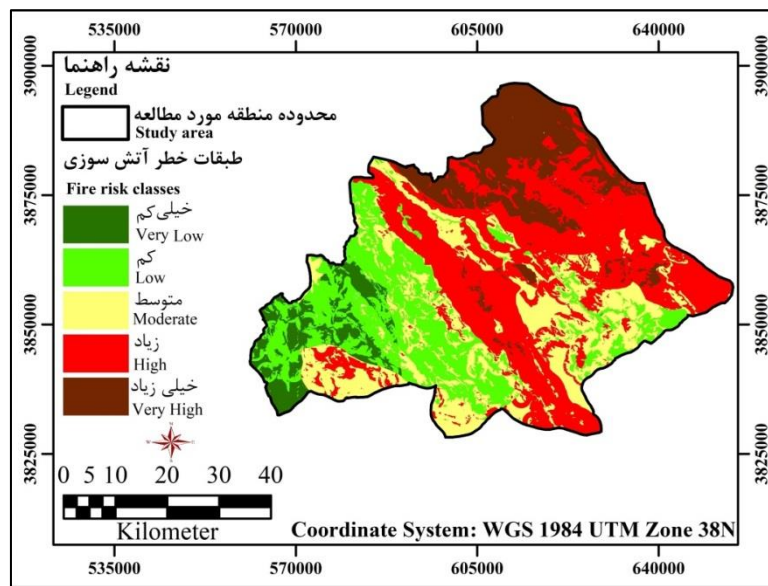 535000 570000 605000 640000
3900000
3875000
3850000
3825000
نقشه راهنما
Legend
محدوده منطقه مورد مطالعه
Study area
طبقات خطر آتش سوزی
Fire risk classes
خیلی کم
Very Low
کم
Low
متوسط
Moderate
زیاد
High
خیلی زیاد
Very High
0 5 10 20 30 40
Kilometer
Coordinate System: WGS 1984 UTM Zone 38N
3900000
3875000
3850000
3825000
535000 570000 605000 640000